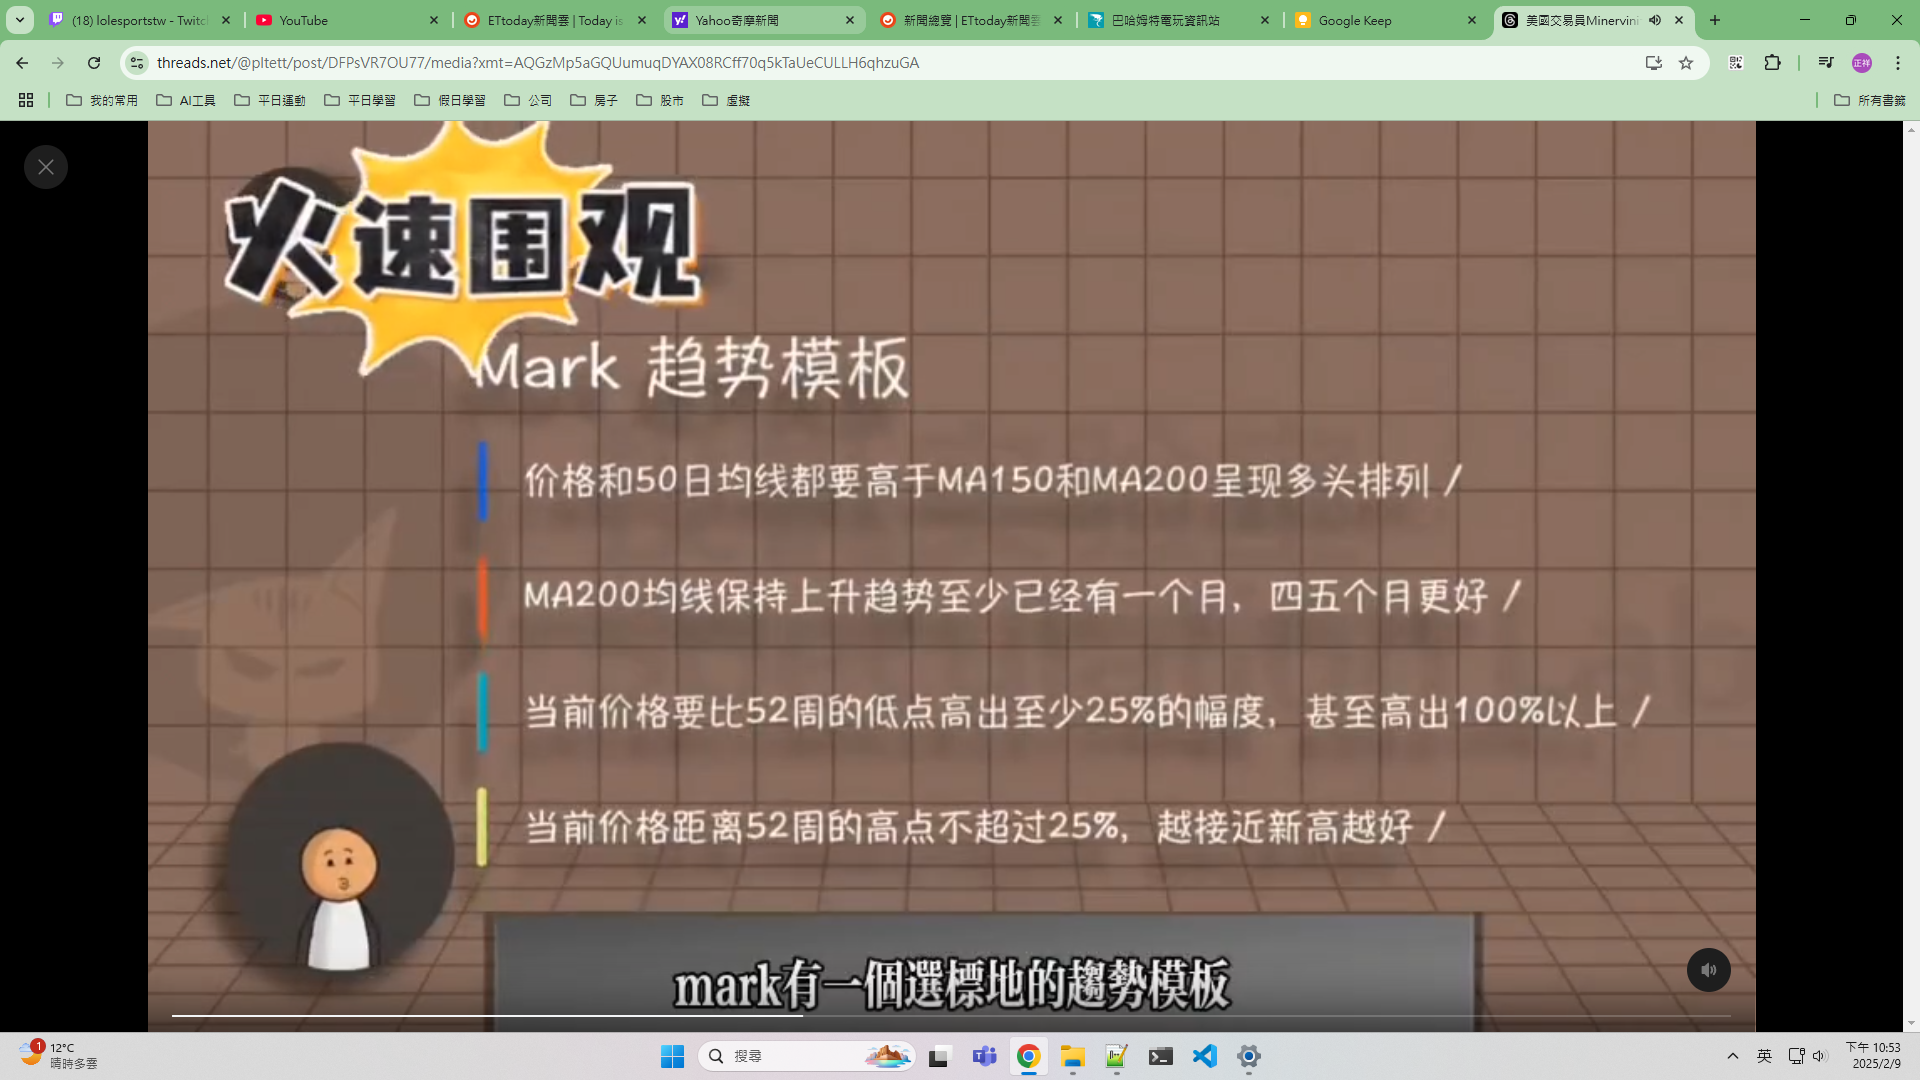 (18) lolesportstw - Twitch
YouTube
ETtoday新聞雲 | Today is
Yahoo奇摩新聞
新聞總覽 | ETtoday新聞雲
巴哈姆特電玩資訊站
Google Keep
美國交易員Minervini
threads.net/@pltett/post/DFPsVR7OU77/media?xmt=AQGzMp5aGQUumuqDYAX08RCff70q5kTaUeCULLH6qhzuGA
正祥
我的常用
AI工具
平日運動
平日學習
假日學習
公司
房子
股市
虛擬
所有書籤
火速围观
Mark 趋势模板
价格和50日均线都要高于MA150和MA200呈现多头排列 /
MA200均线保持上升趋势至少已经有一个月，四五个月更好 /
当前价格要比52周的低点高出至少25%的幅度，甚至高出100%以上 /
当前价格距离52周的高点不超过25%，越接近新高越好 /
mark有一個選標地的趨勢模板
1
12°C
晴時多雲
搜尋
英
下午 10:53
2025/2/9